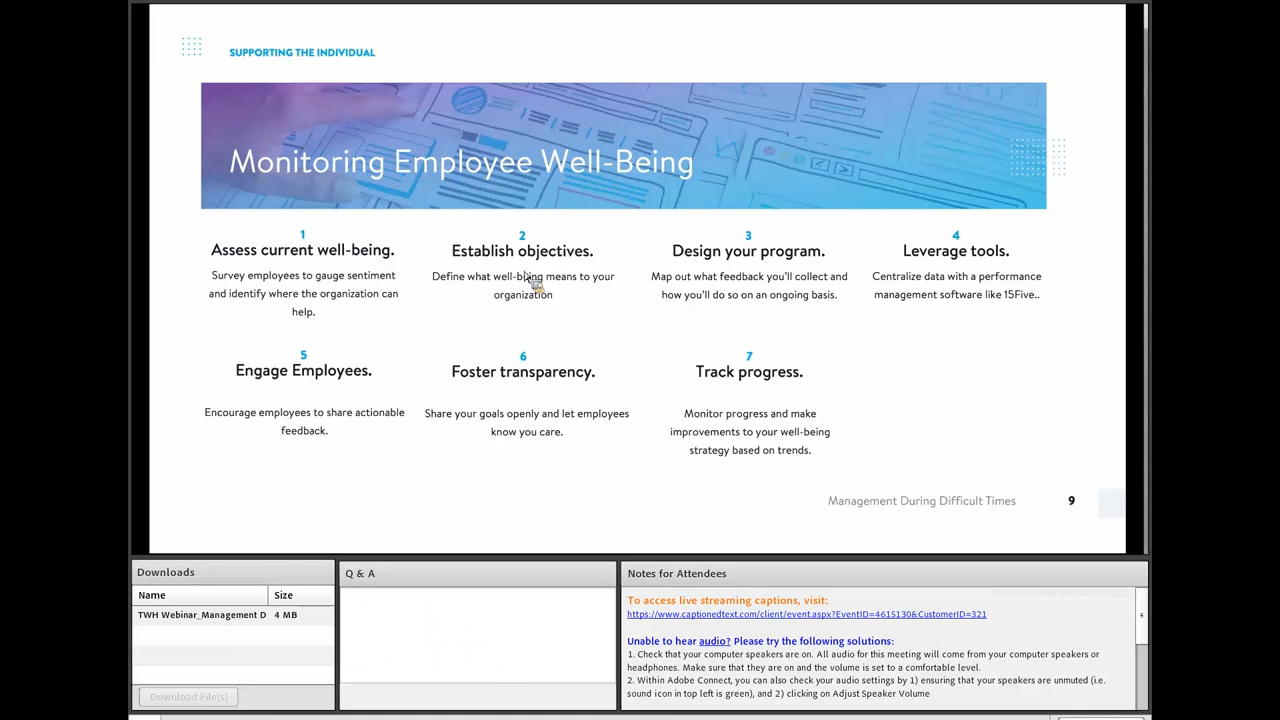 SUPPORTING THE INDIVIDUAL
Monitoring Employee Well-Being
1
Assess current well-being.
Survey employees to gauge sentiment
and identify where the organization can
help.
2
Establish objectives.
Define what well-being means to your
organization
3
Design your program.
Map out what feedback you'll collect and
how you'll do so on an ongoing basis.
4
Leverage tools.
Centralize data with a performance
management software like 15Five..
5
Engage Employees.
Encourage employees to share actionable
feedback.
6
Foster transparency.
Share your goals openly and let employees
know you care.
7
Track progress.
Monitor progress and make
improvements to your well-being
strategy based on trends.
Management During Difficult Times
9
Downloads
Name Size
TWH Webinar_Management D 4 MB
Download File(s)
Q & A
Notes for Attendees
To access live streaming captions, visit:
https://www.captionedtext.com/client/event.aspx?EventID=4615130&CustomerID=321
Unable to hear audio? Please try the following solutions:
1. Check that your computer speakers are on. All audio for this meeting will come from your computer speakers or
headphones. Make sure that they are on and the volume is set to a comfortable level.
2. Within Adobe Connect, you can also check your audio settings by 1) ensuring that your speakers are unmuted (i.e.
sound icon in top left is green), and 2) clicking on Adjust Speaker Volume